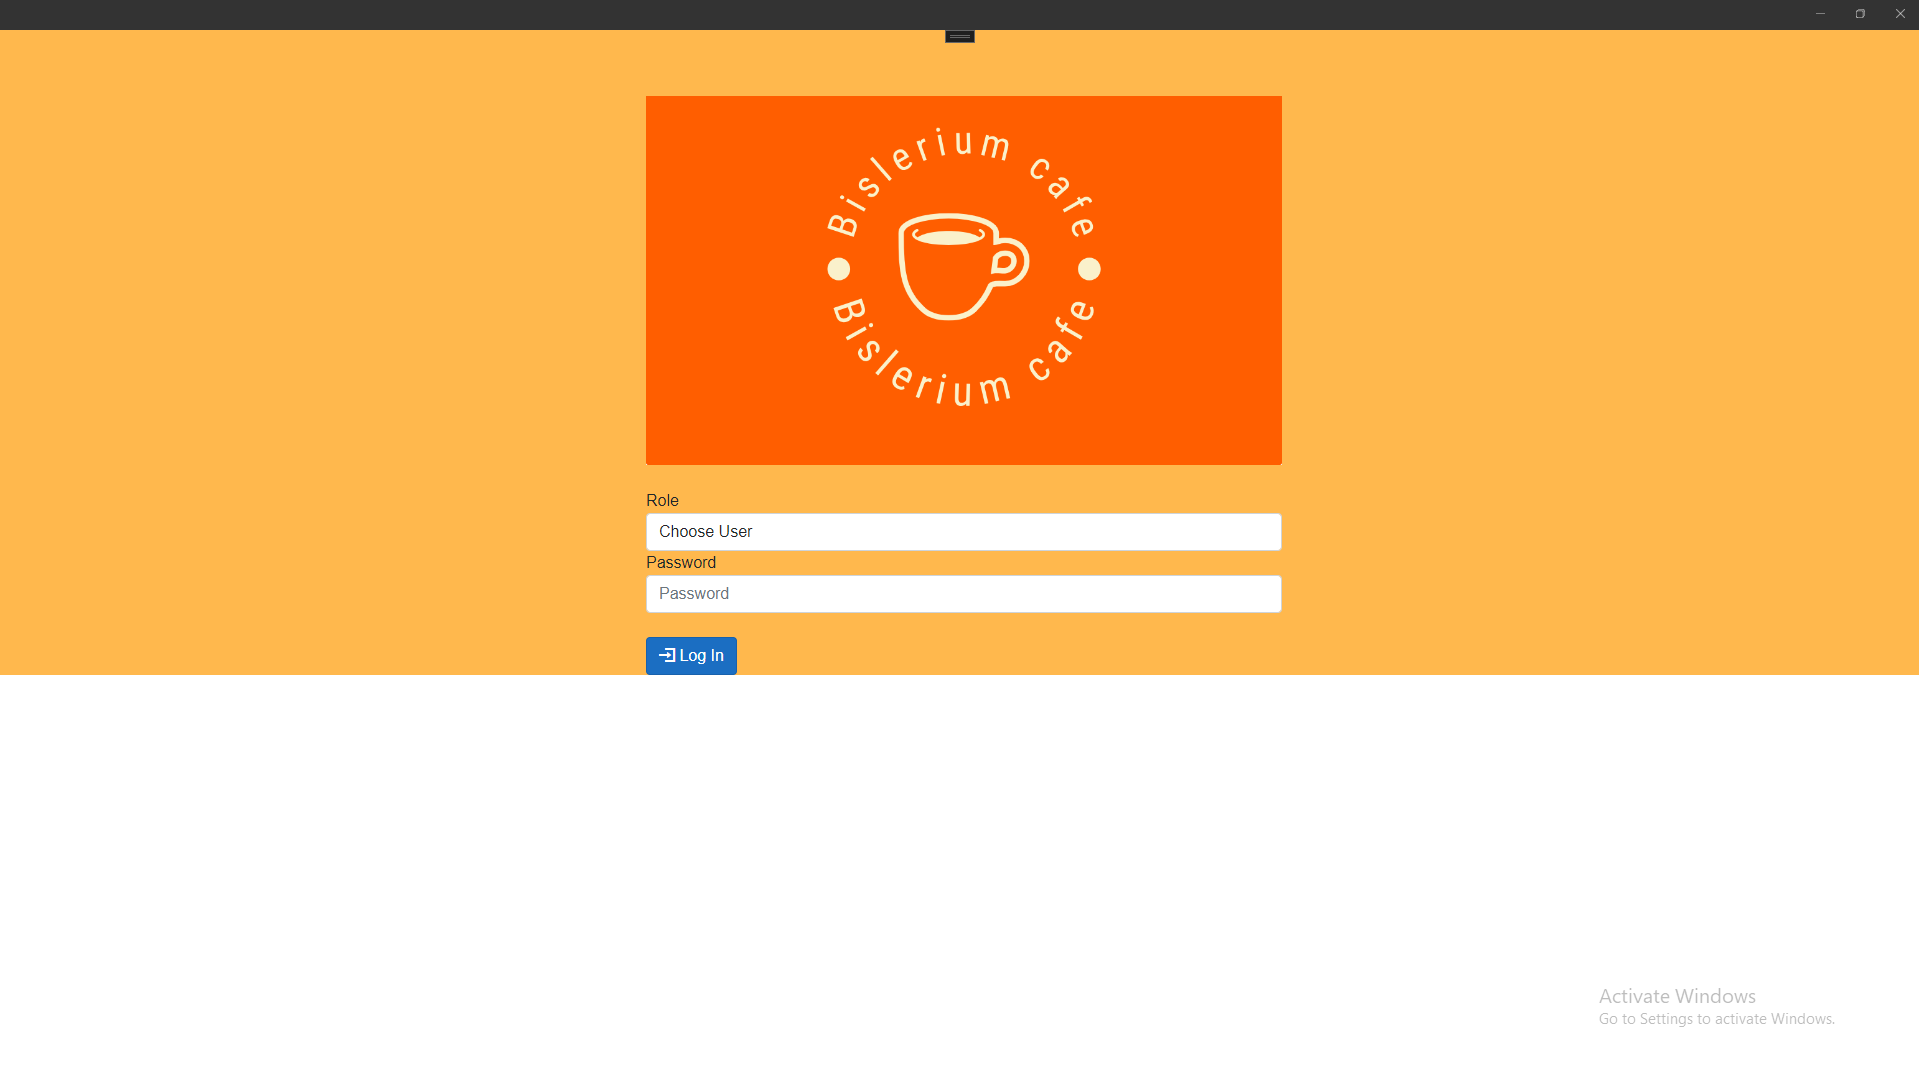 Bislerium cafe
Bislerium cafe
Role
Choose User
Password
Password
Log In
Activate Windows
Go to Settings to activate Windows.